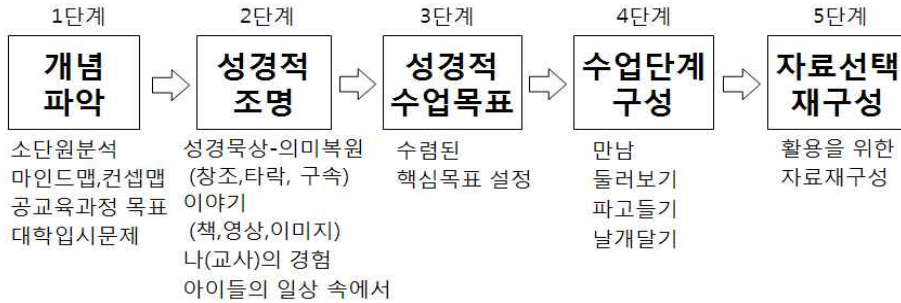 1단계
개념
파악
소단원분석
마인드맵,컨셉맵
공교육과정 목표
대학입시문제
2단계
성경적
조명
성경묵상-의미복원
(창조,타락, 구속)
이야기
(책,영상,이미지)
나(교사)의 경험
아이들의 일상 속에서
3단계
성경적
수업목표
수렴된
핵심목표 설정
4단계
수업단계
구성
만남
둘러보기
파고들기
날개달기
5단계
자료선택
재구성
활용을 위한
자료재구성